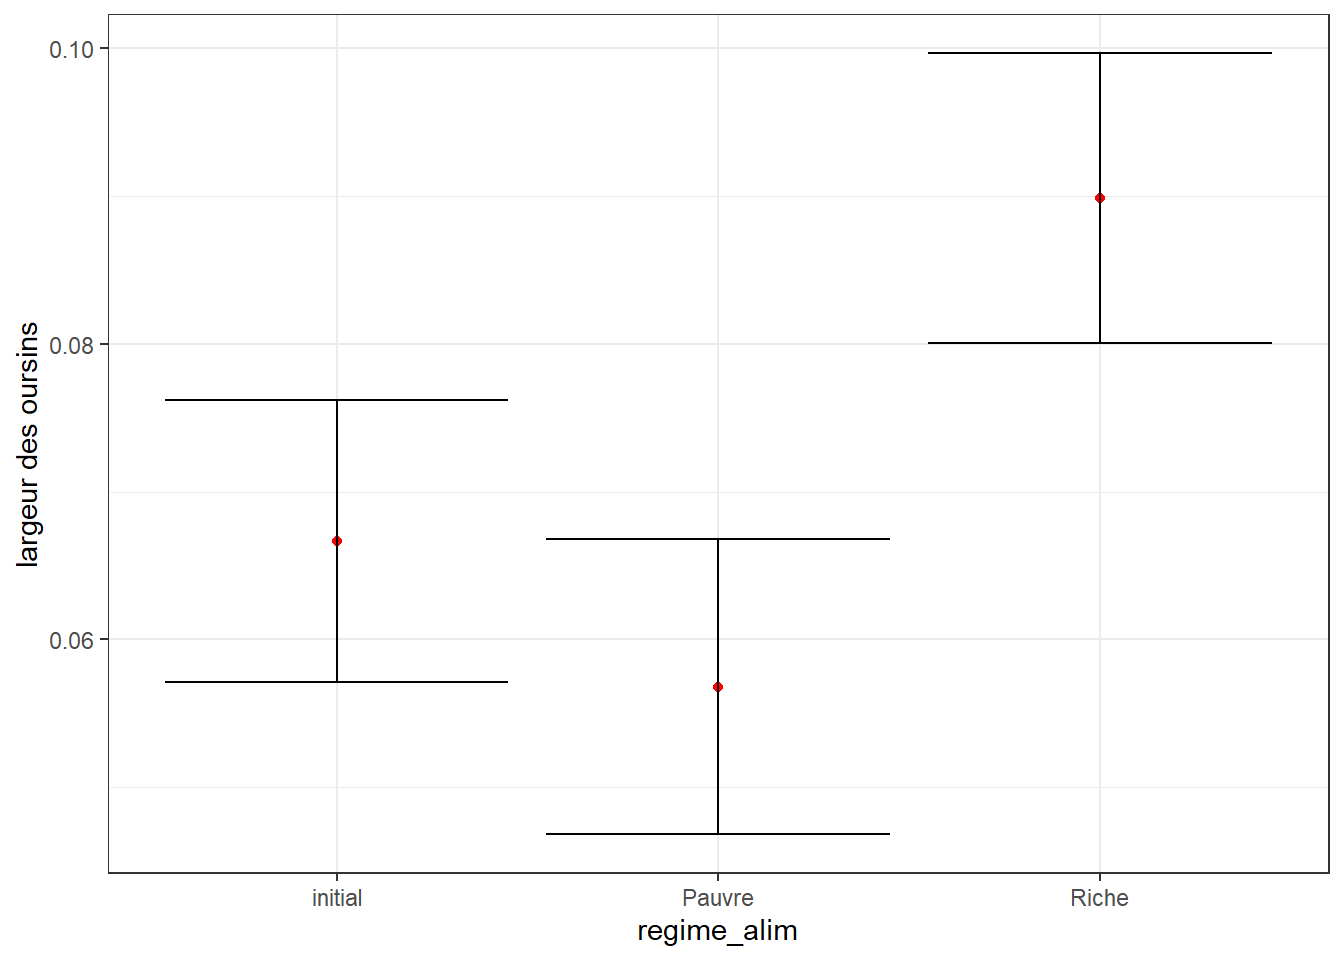 0.10
0.08
0.06
largeur des oursins
initial Pauvre Riche
regime_alim